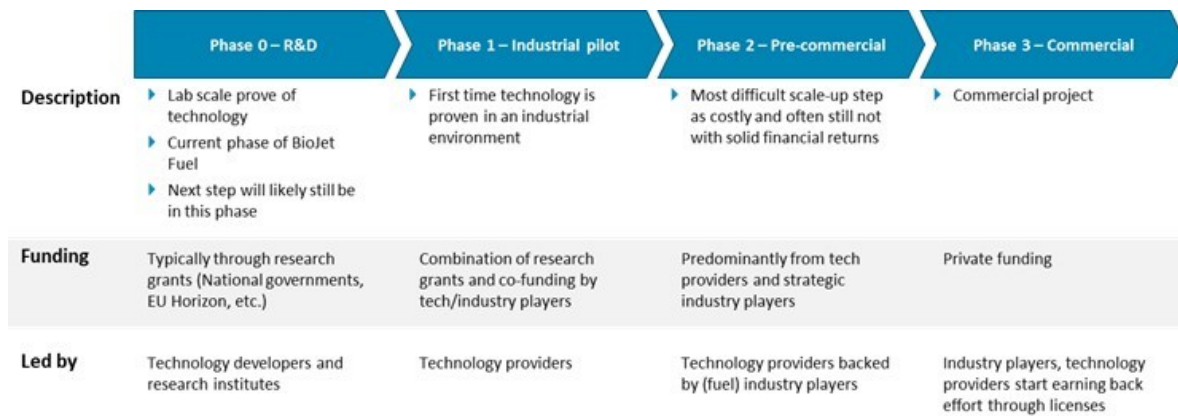 Phase 0 – R&D
Phase 1 – Industrial pilot
Phase 2 – Pre-commercial
Phase 3 – Commercial
Description
Lab scale prove of
technology
Current phase of BioJet
Fuel
Next step will likely still be
in this phase
First time technology is
proven in an industrial
environment
Most difficult scale-up step
as costly and often still not
with solid financial returns
Commercial project
Funding
Typically through research
grants (National governments,
EU Horizon, etc.)
Combination of research
grants and co-funding by
tech/industry players
Predominantly from tech
providers and strategic
industry players
Private funding
Led by
Technology developers and
research institutes
Technology providers
Technology providers backed
by (fuel) industry players
Industry players, technology
providers start earning back
effort through licenses